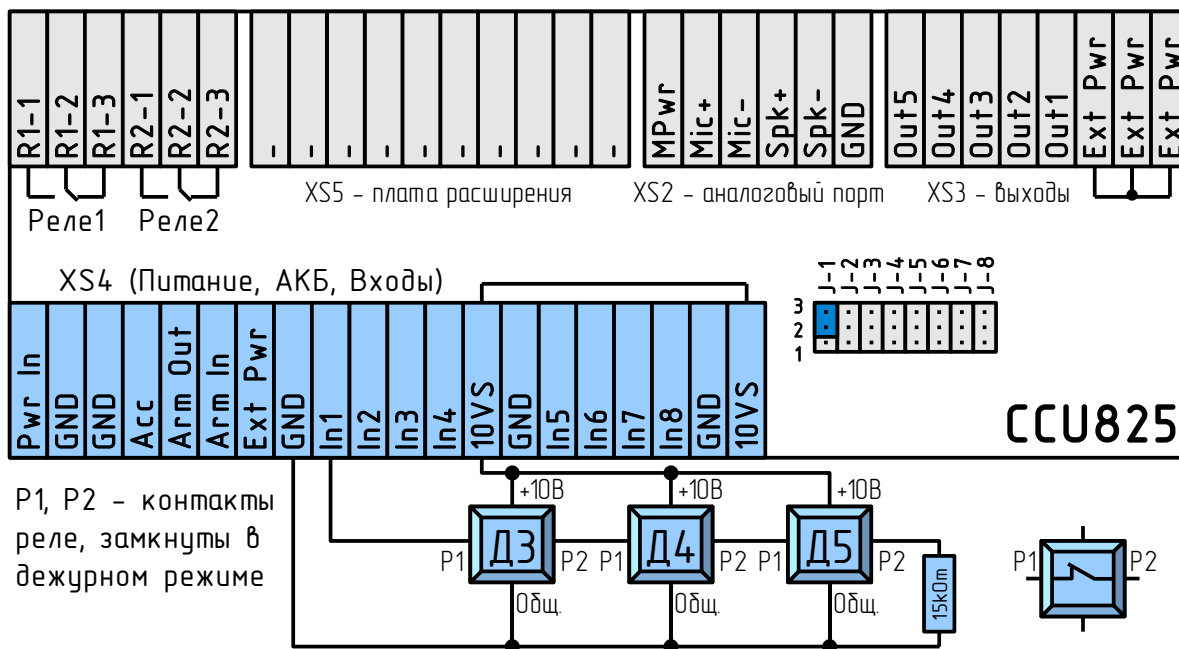 R1-1
R1-2
R1-3
R2-1
R2-2
R2-3
-
-
-
-
-
-
-
-
-
-
MPwr
Mic+
Mic-
Spk+
Spk-
GND
Out5
Out4
Out3
Out2
Out1
Ext Pwr
Ext Pwr
Ext Pwr
Реле1
Реле2
XS5 - плата расширения
XS2 - аналоговый порт
XS3 - выходы
XS4 (Питание, АКБ, Входы)
J-1
J-2
J-3
J-4
J-5
J-6
J-7
J-8
3
2
1
Pwr In
GND
GND
Acc
Arm Out
Arm In
Ext Pwr
GND
In1
In2
In3
In4
10VS
GND
In5
In6
In7
In8
GND
10VS
CCU825
P1, P2 - контакты
реле, замкнуты в
дежурном режиме
+10В
+10В
+10В
P1
Д3
P2
P1
Д4
P2
P1
Д5
P2
Общ.
Общ.
Общ.
15kOm
P1
P2